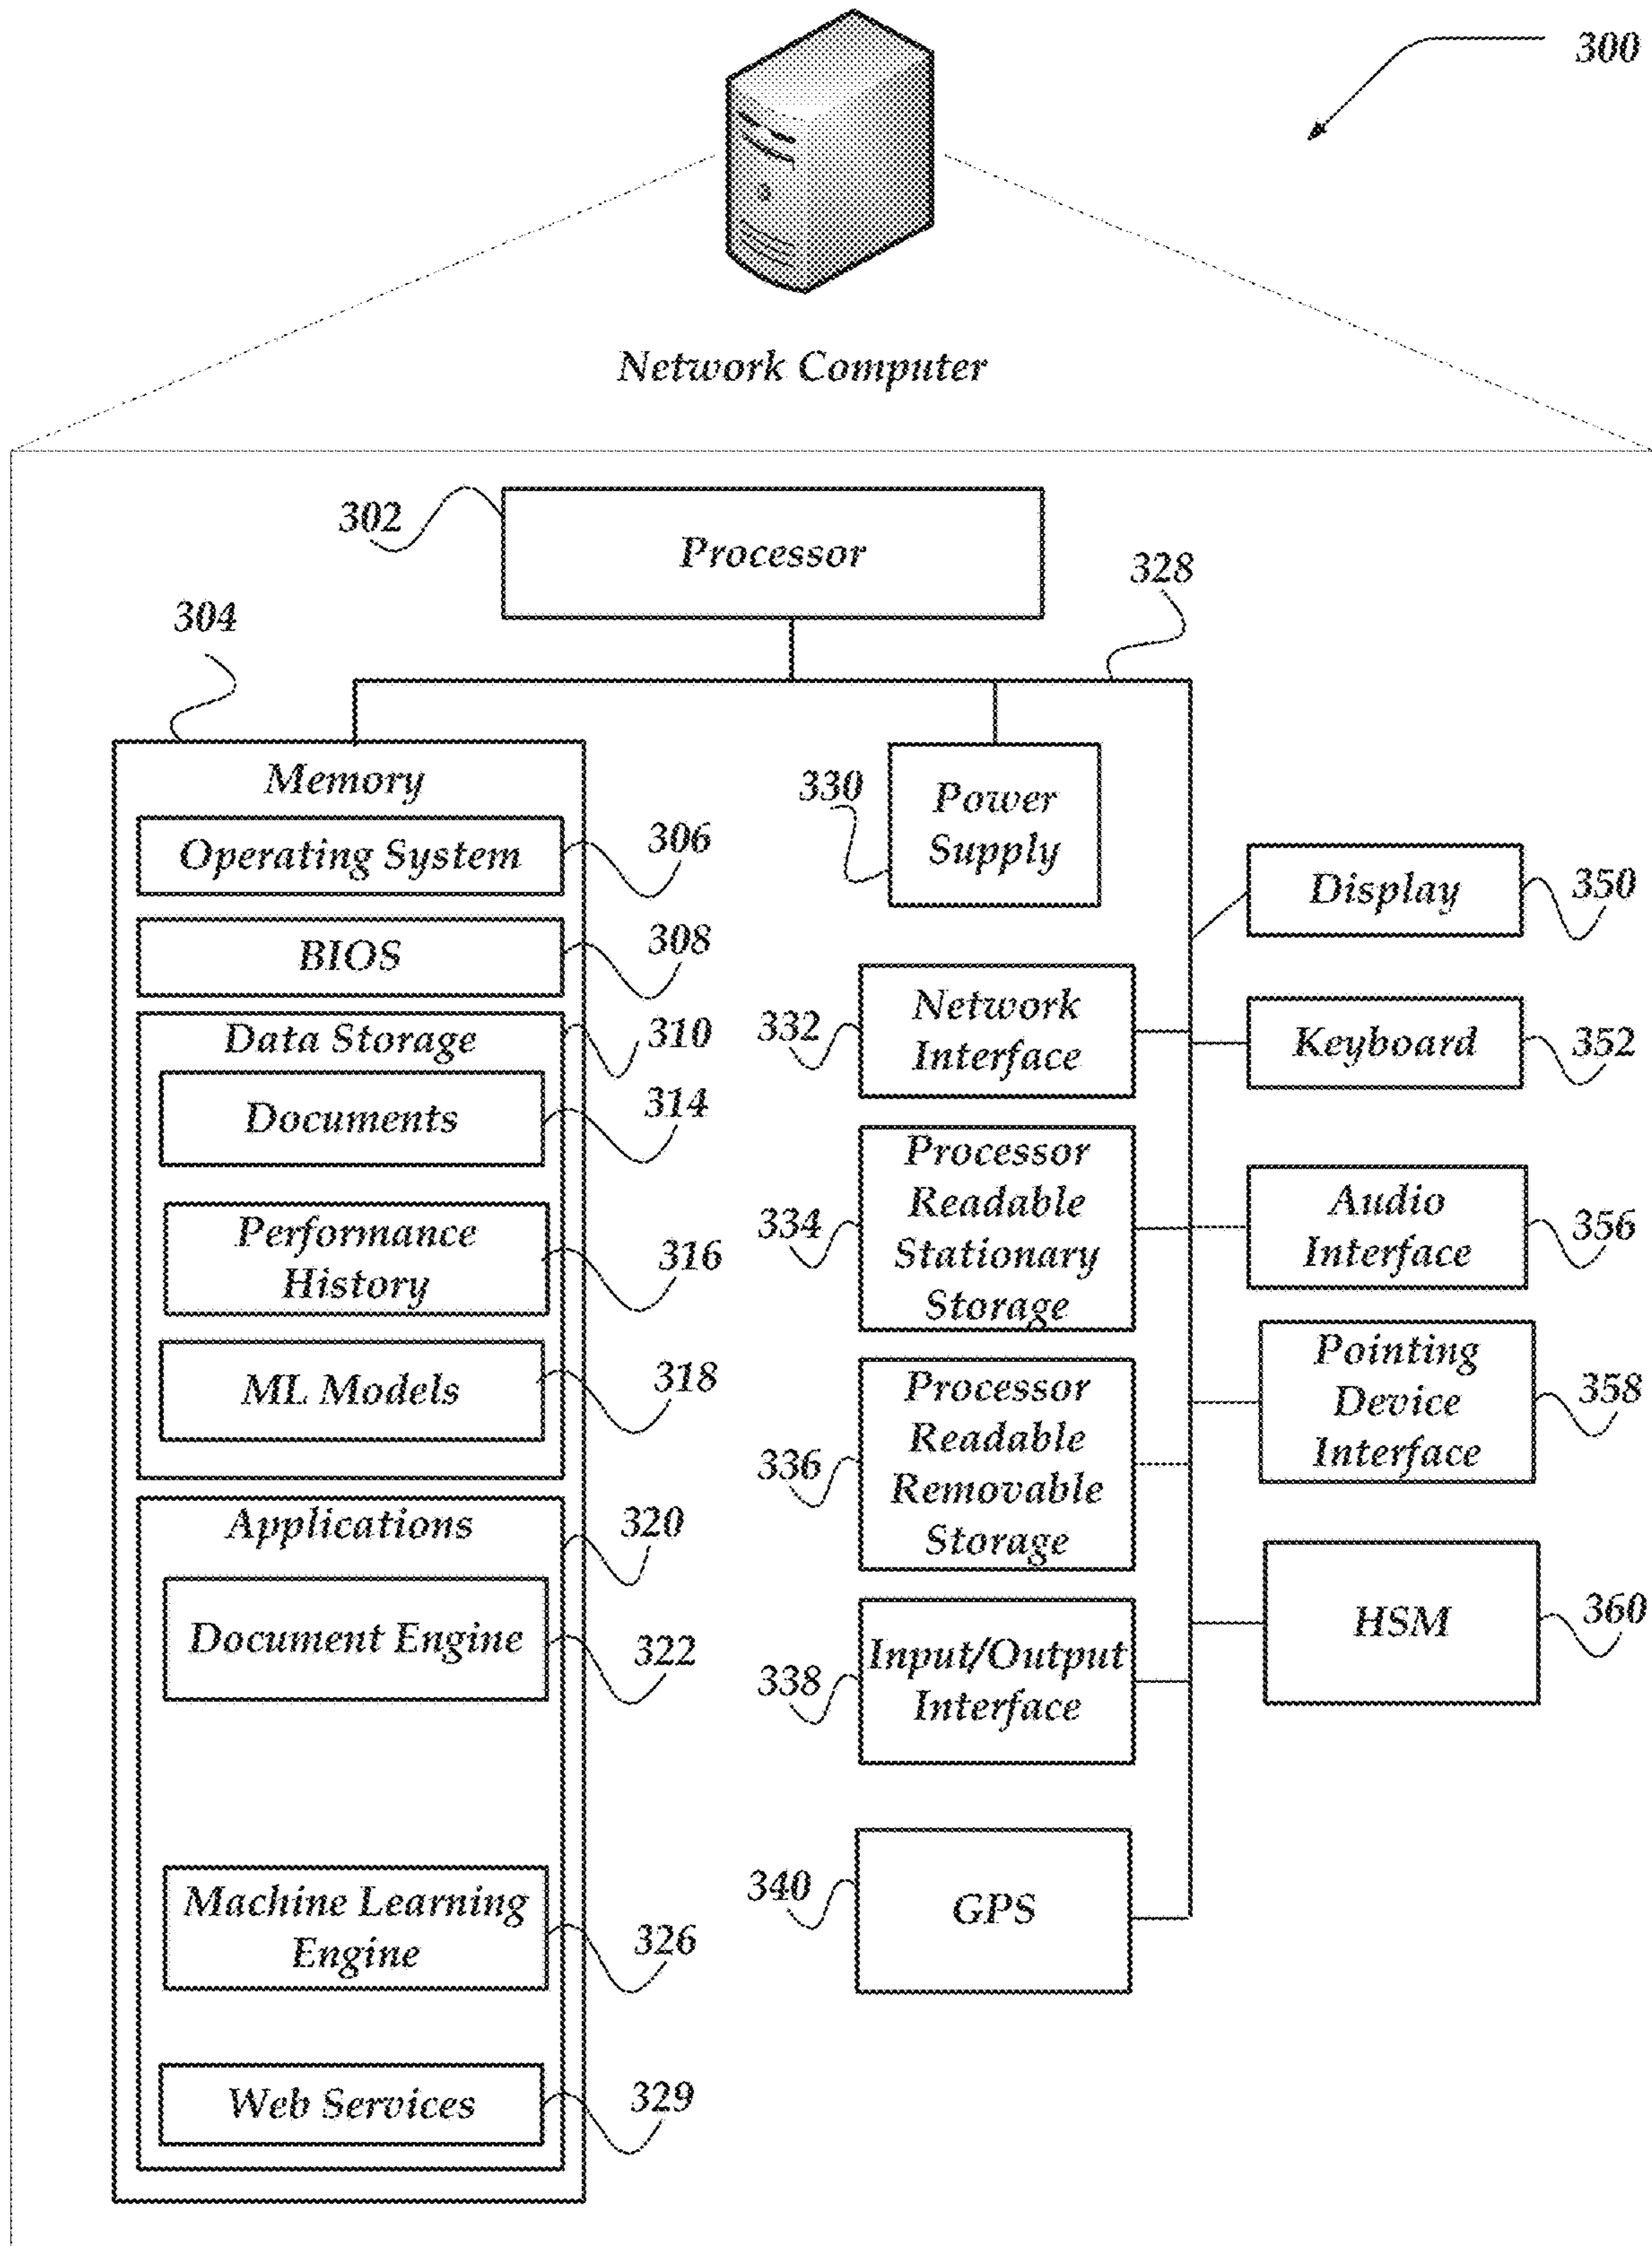 300
Network Computer
302
Processor
328
304
Memory
Operating System
306
BIOS
308
Data Storage
310
Documents
314
Performance
History
316
ML Models
318
Applications
320
Document Engine
322
Machine Learning
Engine
326
Web Services
329
330
Power
Supply
332
Network
Interface
334
Processor
Readable
Stationary
Storage
336
Processor
Readable
Removable
Storage
338
Input/Output
Interface
340
GPS
Display
350
Keyboard
352
Audio
Interface
356
Pointing
Device
Interface
358
HSM
360